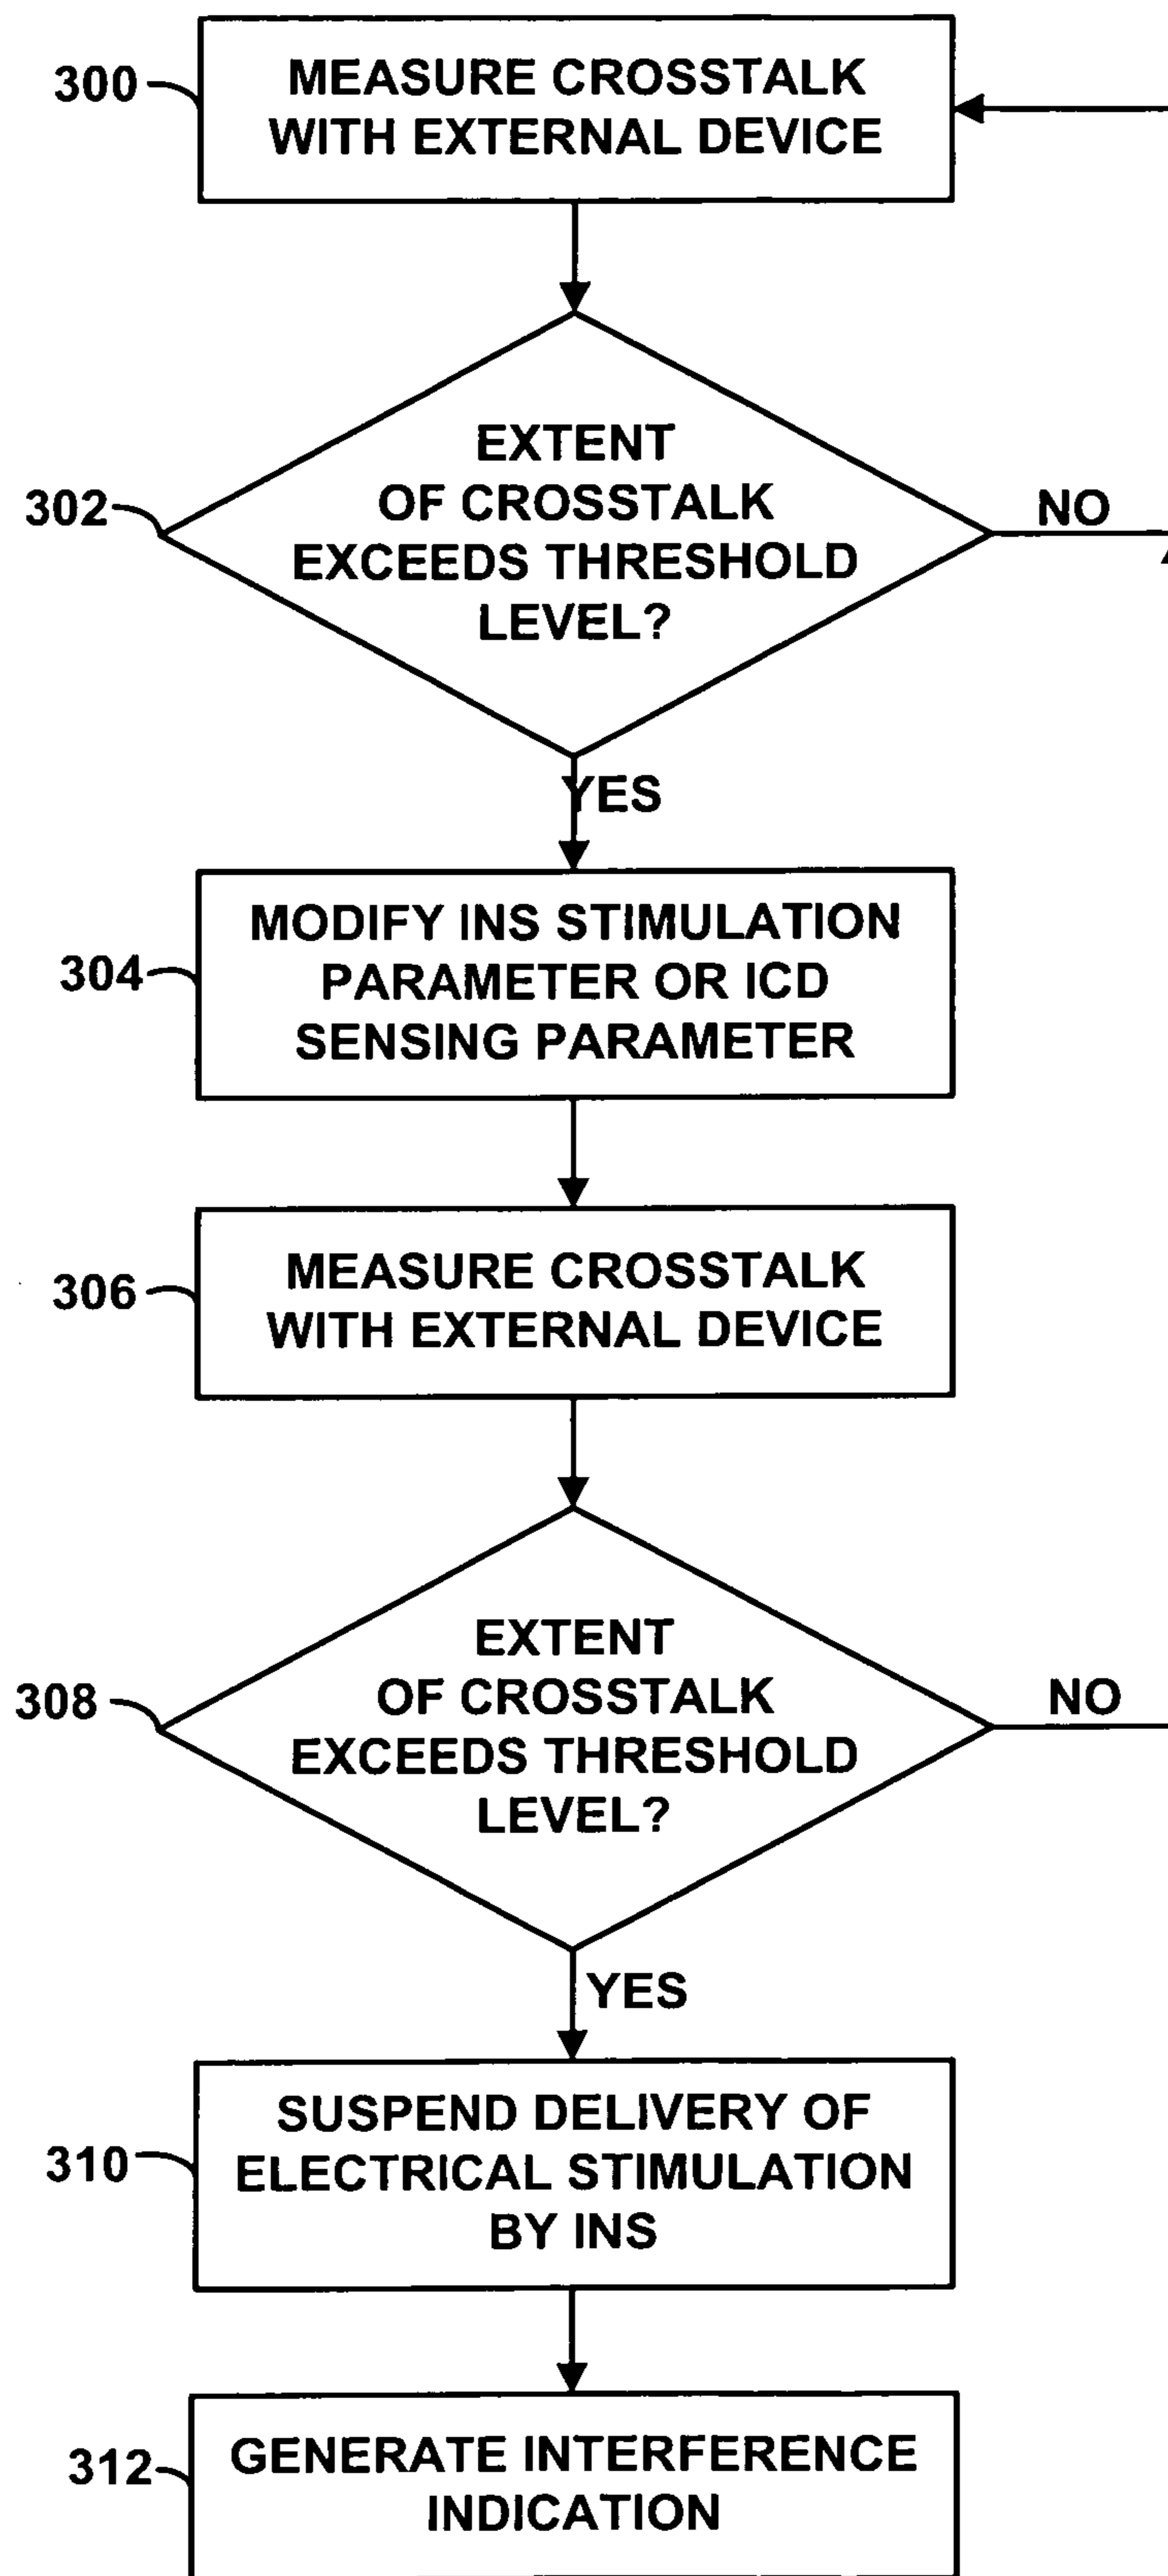 300
MEASURE CROSSTALK
WITH EXTERNAL DEVICE
302
EXTENT
OF CROSSTALK
EXCEEDS THRESHOLD
LEVEL?
NO
YES
304
MODIFY INS STIMULATION
PARAMETER OR ICD
SENSING PARAMETER
306
MEASURE CROSSTALK
WITH EXTERNAL DEVICE
308
EXTENT
OF CROSSTALK
EXCEEDS THRESHOLD
LEVEL?
NO
YES
310
SUSPEND DELIVERY OF
ELECTRICAL STIMULATION
BY INS
312
GENERATE INTERFERENCE
INDICATION